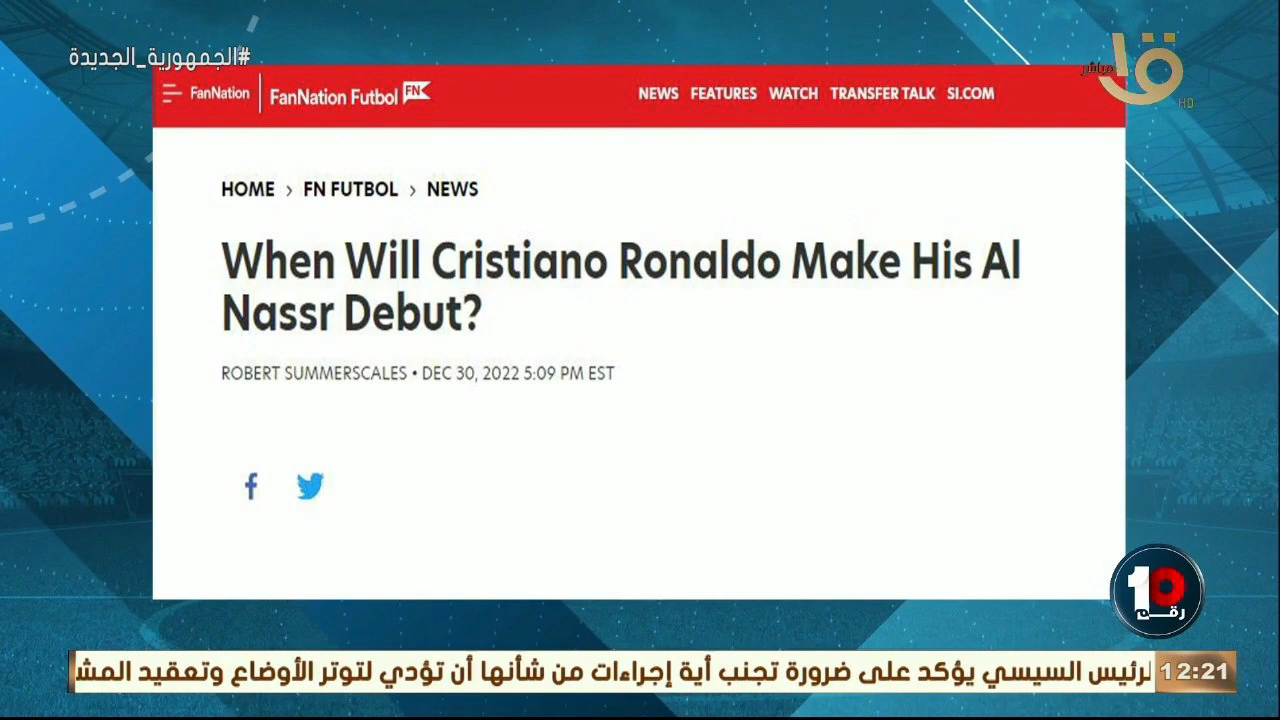 #الجمهورية_الجديدة
مباشر
HD
FanNation
FanNation Futbol FN
NEWS FEATURES WATCH TRANSFER TALK SI.COM
HOME › FN FUTBOL › NEWS
When Will Cristiano Ronaldo Make His Al
Nassr Debut?
ROBERT SUMMERSCALES • DEC 30, 2022 5:09 PM EST
رقم 10
لرئيس السيسي يؤكد على ضرورة تجنب أية إجراءات من شأنها أن تؤدي لتوتر الأوضاع وتعقيد المش
12:21